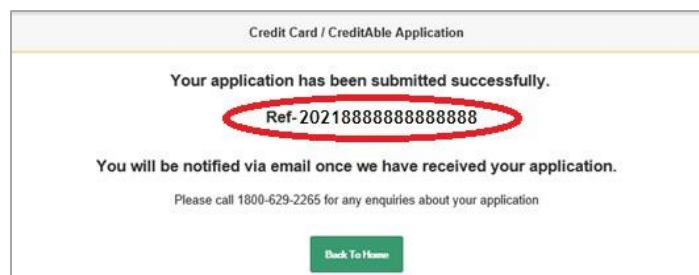 Credit Card / CreditAble Application
Your application has been submitted successfully.
Ref-20218888888888888
You will be notified via email once we have received your application.
Please call 1800-629-2265 for any enquiries about your application
Back To Home